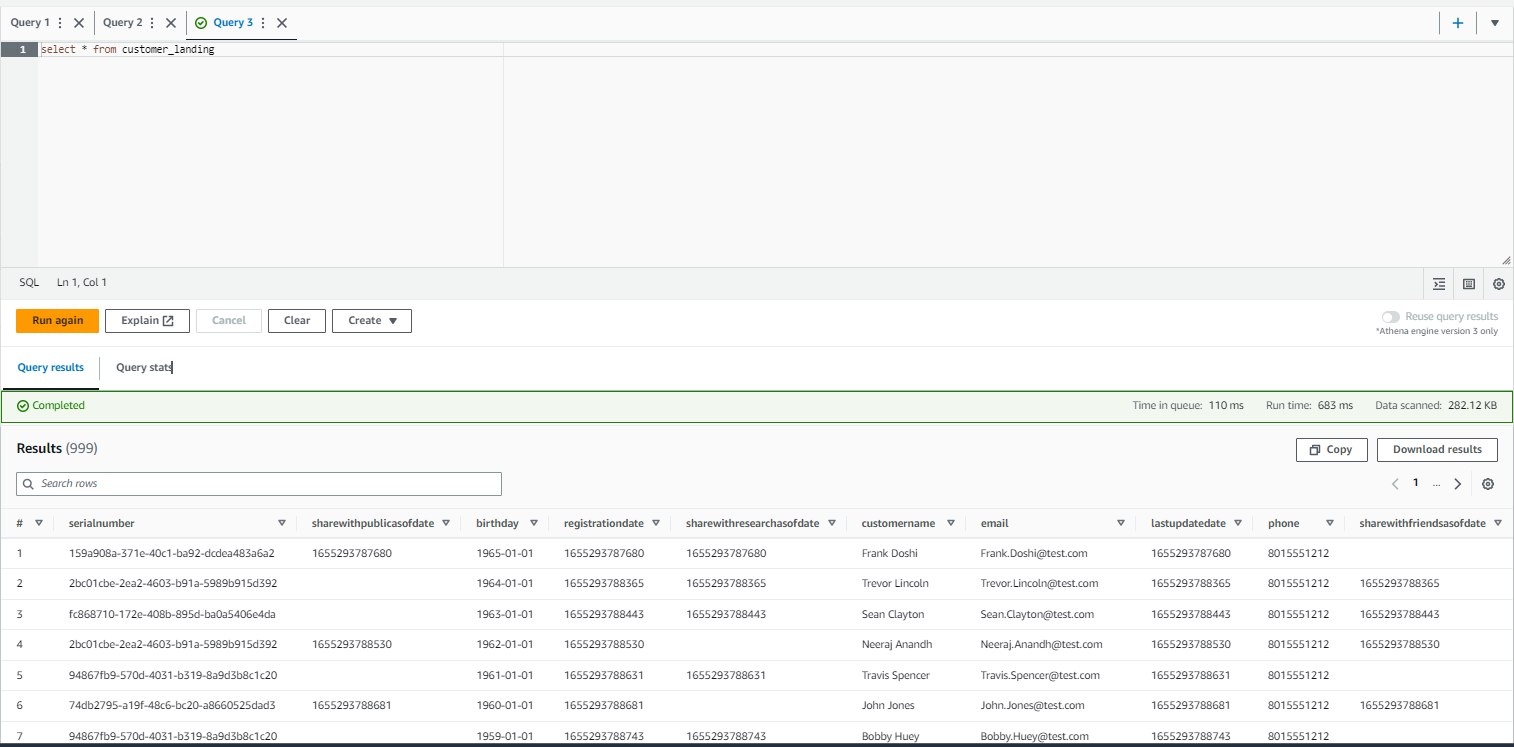 Query 1 Query 2 Query 3
1 select * from customer_landing
SQL Ln 1, Col 1
Run again Explain Cancel Clear Create Reuse query results
*Athena engine version 3 only
Query results Query stats
Completed Time in queue: 110 ms Run time: 683 ms Data scanned: 282.12 KB
Results (999) Copy Download results
Search rows 1 ...
# serialnumber sharewithpublicasofdate birthday registrationdate sharewithresearchasofdate customername email lastupdatedate phone sharewithfriendsasofdate
1 159a908a-371e-40c1-ba92-dcdea483a6a2 1655293787680 1965-01-01 1655293787680 1655293787680 Frank Doshi Frank.Doshi@test.com 1655293787680 8015551212
2 2bc01cbe-2ea2-4603-b91a-5989b915d392 1964-01-01 1655293788365 1655293788365 Trevor Lincoln Trevor.Lincoln@test.com 1655293788365 8015551212 1655293788365
3 fc868710-172e-408b-895d-ba0a5406e4da 1963-01-01 1655293788443 1655293788443 Sean Clayton Sean.Clayton@test.com 1655293788443 8015551212 1655293788443
4 2bc01cbe-2ea2-4603-b91a-5989b915d392 1655293788530 1962-01-01 1655293788530 Neeraj Anandh Neeraj.Anandh@test.com 1655293788530 8015551212 1655293788530
5 94867fb9-570d-4031-b319-8a9d3b8c1c20 1961-01-01 1655293788631 1655293788631 Travis Spencer Travis.Spencer@test.com 1655293788631 8015551212
6 74db2795-a19f-48c6-bc20-a8660525dad3 1655293788681 1960-01-01 1655293788681 John Jones John.Jones@test.com 1655293788681 8015551212 1655293788681
7 94867fb9-570d-4031-b319-8a9d3b8c1c20 1959-01-01 1655293788743 1655293788743 Bobby Huey Bobby.Huey@test.com 1655293788743 8015551212